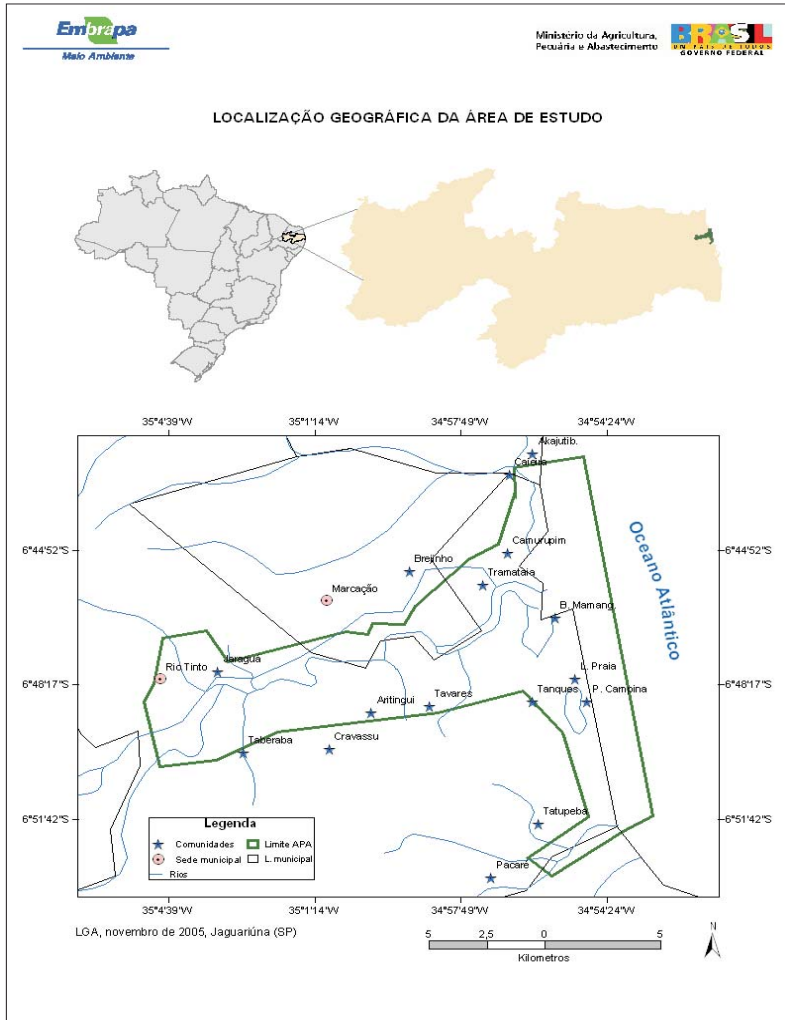 Embrapa
Meio Ambiente
Ministério da Agricultura,
Pecuária e Abastecimento
BRASIL
UM PAÍS DE TODOS
GOVERNO FEDERAL
LOCALIZAÇÃO GEOGRÁFICA DA ÁREA DE ESTUDO
35°4'39"W 35°1'14"W 34°57'49"W 34°54'24"W
Akajutib.
Caieira
Camurupim
6°44'52"S 6°44'52"S
Brejinho
Tramataia
Marcação
Oceano Atlântico
B. Mamang.
Jaraguá
Rio Tinto
L. Praia
6°48'17"S 6°48'17"S
Aritingui
Tavares
Tanques
P. Campina
Taberaba
Cravassu
Tatupeba
6°51'42"S 6°51'42"S
Legenda
Comunidades Limite APA
Sede municipal L. municipal
Rios
Pacaré
35°4'39"W 35°1'14"W 34°57'49"W 34°54'24"W
LGA, novembro de 2005, Jaguariúna (SP)
5 2,5 0 5
Kilometros
N